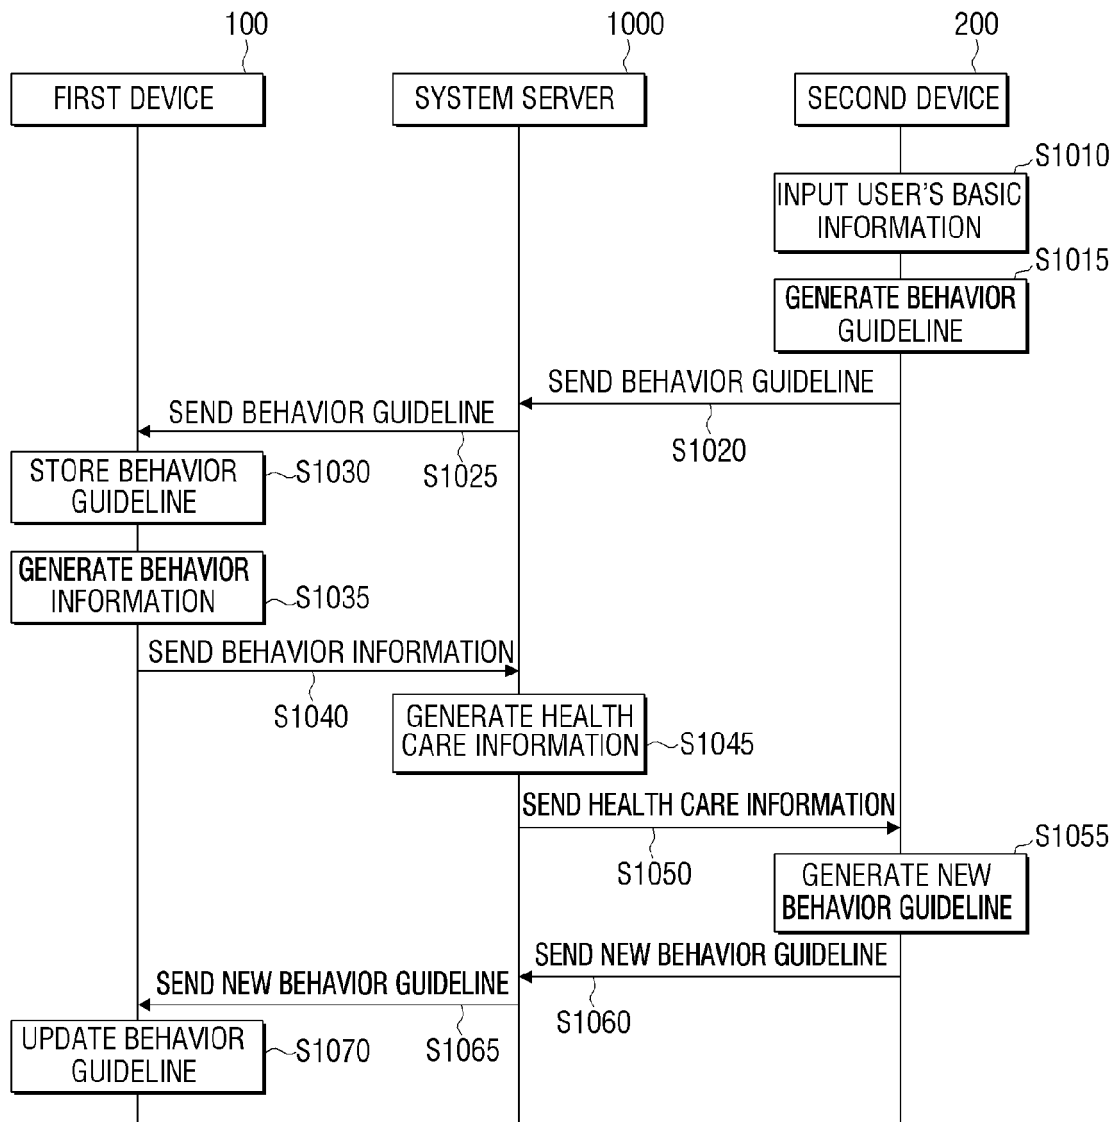 100
1000
200
FIRST DEVICE
SYSTEM SERVER
SECOND DEVICE
S1010
INPUT USER'S BASIC
INFORMATION
S1015
GENERATE BEHAVIOR
GUIDELINE
SEND BEHAVIOR GUIDELINE
S1020
SEND BEHAVIOR GUIDELINE
S1025
STORE BEHAVIOR
GUIDELINE
S1030
GENERATE BEHAVIOR
INFORMATION
S1035
SEND BEHAVIOR INFORMATION
S1040
GENERATE HEALTH
CARE INFORMATION
S1045
SEND HEALTH CARE INFORMATION
S1050
S1055
GENERATE NEW
BEHAVIOR GUIDELINE
SEND NEW BEHAVIOR GUIDELINE
S1060
SEND NEW BEHAVIOR GUIDELINE
S1065
UPDATE BEHAVIOR
GUIDELINE
S1070